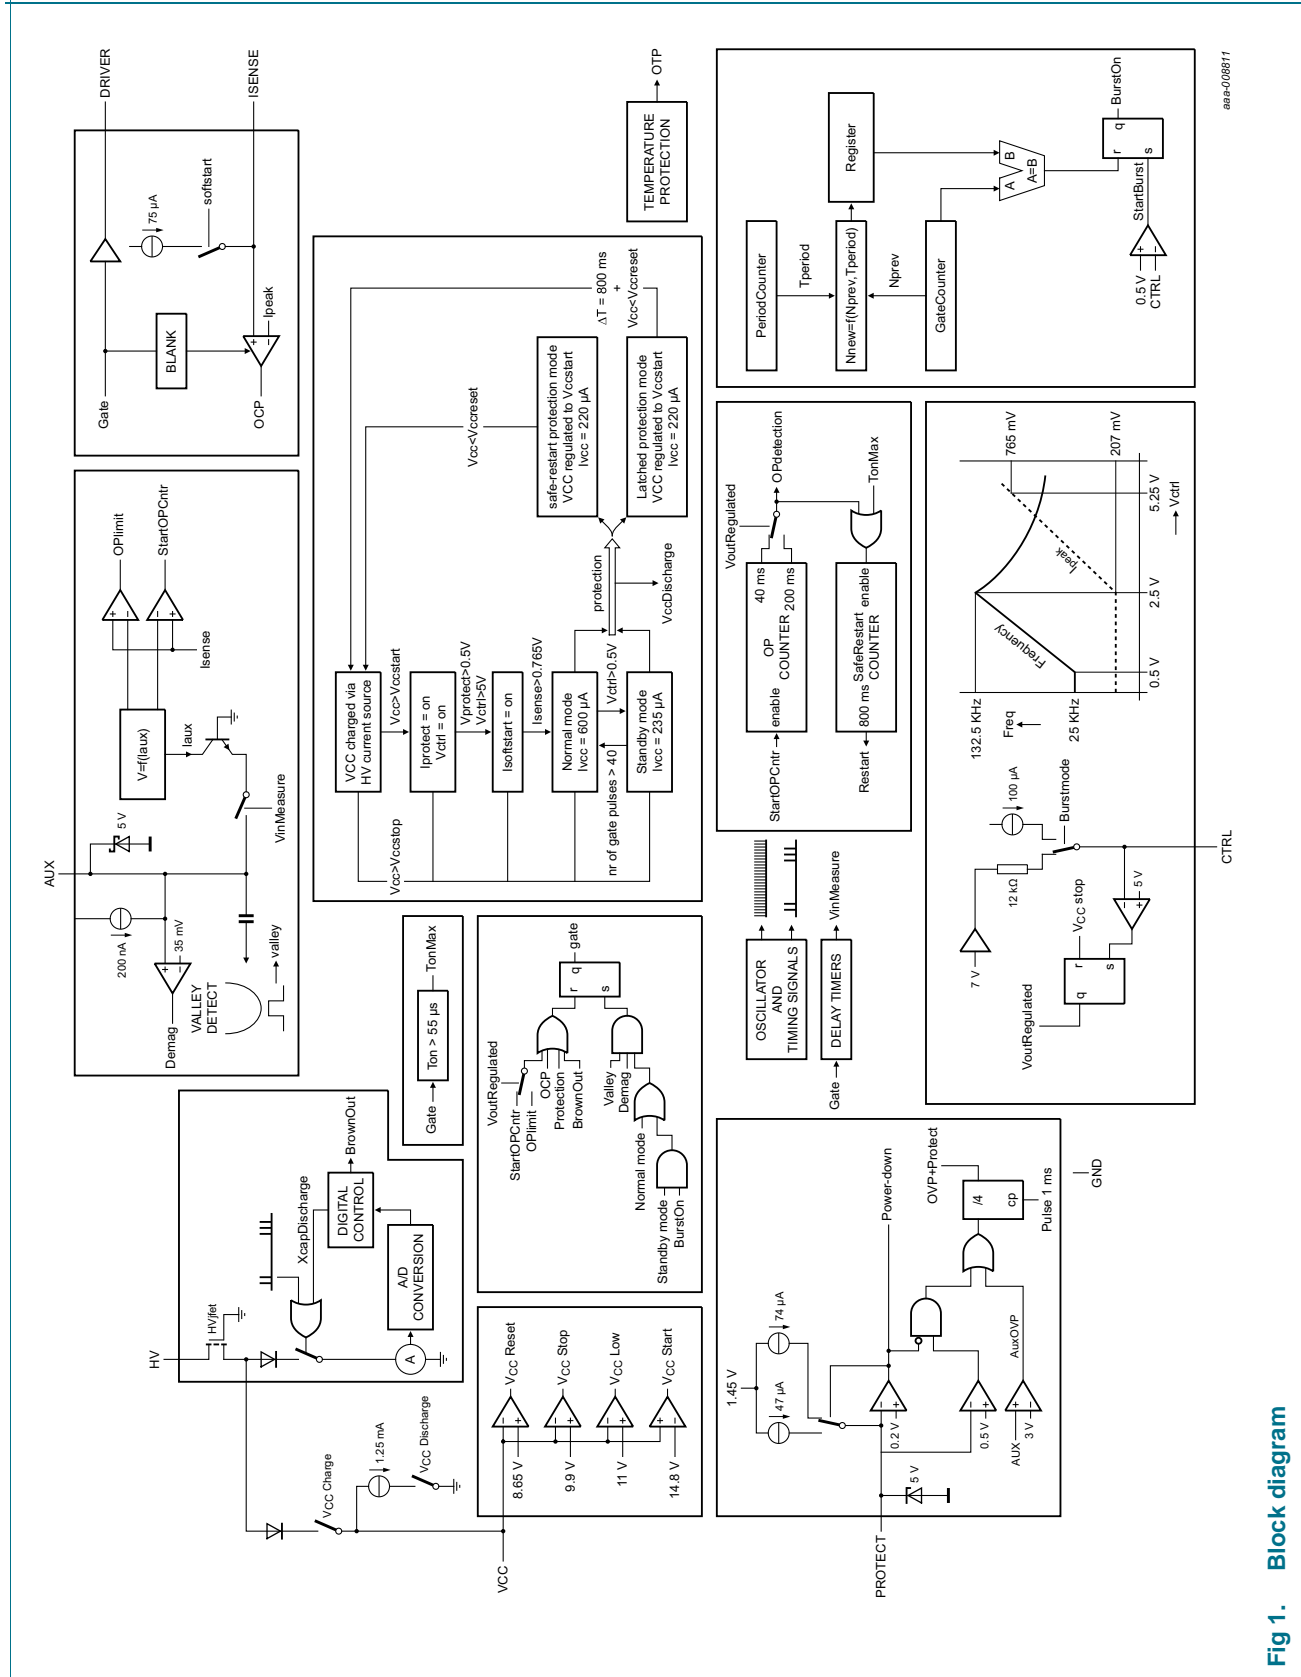 HV
HVjfet
XcapDischarge
BrownOut
DIGITAL
CONTROL
A/D
CONVERSION
A
VCC Charge
1.25 mA
VCC Discharge
VCC
8.65 V
9.9 V
11 V
14.8 V
VCC Reset
VCC Stop
VCC Low
VCC Start
AUX
200 nA
5 V
35 mV
Demag
VALLEY
DETECT
valley
VinMeasure
V=f(Iaux)
Iaux
Isense
OPlimit
StartOPCntr
Gate
BLANK
OCP
Ipeak
75 µA
softstart
DRIVER
ISENSE
Gate
Ton > 55 µs
TonMax
VoutRegulated
StartOPCntr
OPlimit
OCP
Protection
BrownOut
Valley
Demag
Normal mode
Standby mode
BurstOn
r
q
s
gate
VCC charged via
HV current source
Vcc>Vccstart
Iprotect = on
Vctrl = on
Vprotect>0.5V
Vctrl>5V
Isoftstart = on
Isense>0.765V
Normal mode
Ivcc = 600 µA
Vctrl>0.5V
nr of gate pulses > 40
Standby mode
Ivcc = 235 µA
Vcc>Vccstop
protection
VccDischarge
safe-restart protection mode
VCC regulated to Vccstart
Ivcc = 220 µA
Latched protection mode
VCC regulated to Vccstart
Ivcc = 220 µA
Vcc<Vccreset
ΔT = 800 ms
+
Vcc<Vccreset
TEMPERATURE
PROTECTION
OTP
PROTECT
1.45 V
47 µA
74 µA
5 V
0.2 V
0.5 V
AUX
3 V
AuxOVP
Power-down
/4
cp
OVP+Protect
Pulse 1 ms
GND
OSCILLATOR
AND
TIMING SIGNALS
Gate
DELAY TIMERS
VinMeasure
StartOPCntr
enable
OP
COUNTER
40 ms
200 ms
VoutRegulated
OPdetection
Restart
800 ms
SafeRestart
COUNTER
enable
TonMax
VoutRegulated
q
r
s
VCC stop
7 V
12 kΩ
100 µA
Burstmode
5 V
CTRL
132.5 KHz
Freq
25 KHz
Frequency
Ipeak
765 mV
207 mV
0.5 V
2.5 V
5.25 V
Vctrl
PeriodCounter
Tperiod
Nnew=f(Nprev,Tperiod)
Nprev
GateCounter
Register
A
B
A=B
0.5 V
CTRL
StartBurst
r
q
s
BurstOn
aaa-008811
Fig 1. Block diagram